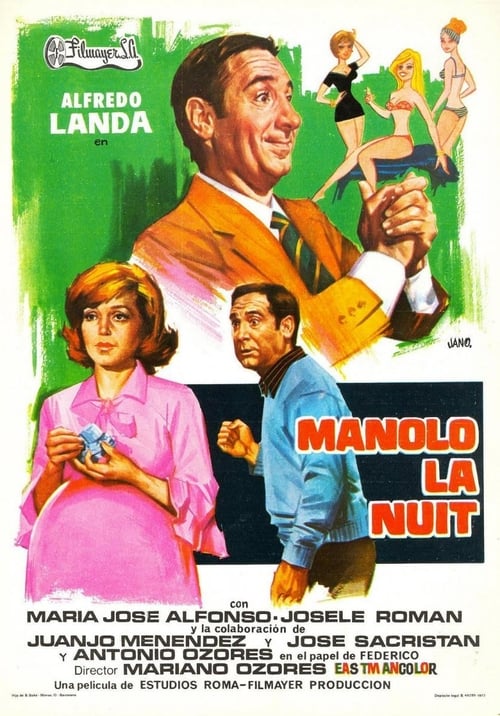 Filmayer, S.A.
ALFREDO
LANDA
en
JANO.
MANOLO
LA
NUIT
con
MARIA JOSE ALFONSO-JOSELE ROMAN
y la colaboración de
JUANJO MENENDEZ Y JOSE SACRISTAN
Y ANTONIO OZORES en el papel de FEDERICO
Director MARIANO OZORES EASTMANCOLOR
Una película de ESTUDIOS ROMA-FILMAYER PRODUCCION